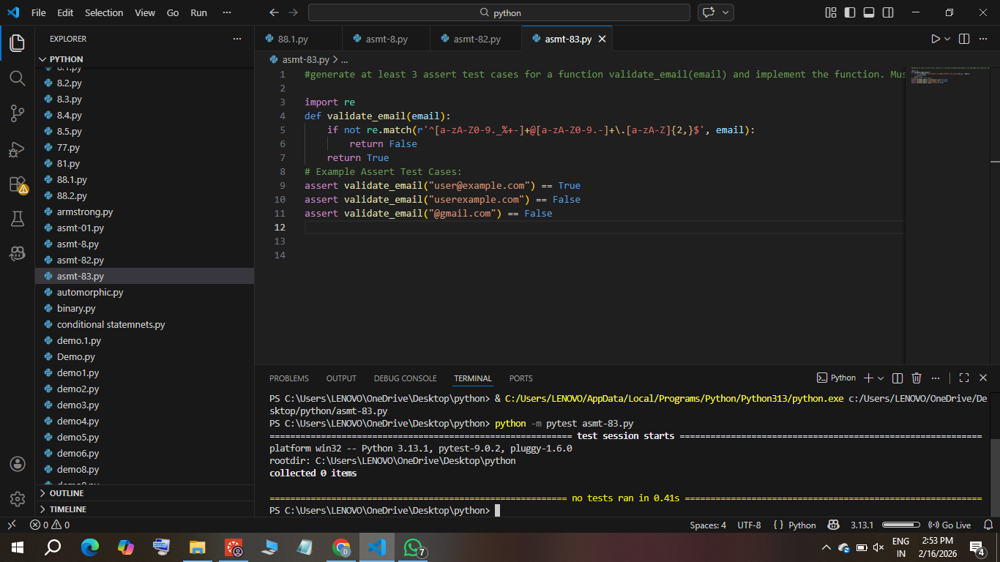 File Edit Selection View Go Run ···
python
EXPLORER ···
PYTHON
8.1.py
8.2.py
8.3.py
8.4.py
8.5.py
77.py
81.py
88.1.py
88.2.py
armstrong.py
asmt-01.py
asmt-8.py
asmt-82.py
asmt-83.py
automorphic.py
binary.py
conditional statemnets.py
demo.1.py
Demo.py
demo1.py
demo2.py
demo3.py
demo4.py
demo5.py
demo6.py
demo8.py
OUTLINE
TIMELINE
88.1.py asmt-8.py asmt-82.py asmt-83.py
asmt-83.py > ...
1 #generate at least 3 assert test cases for a function validate_email(email) and implement the function. Mus
2
3 import re
4 def validate_email(email):
5 if not re.match(r'^[a-zA-Z0-9._%+-]+@[a-zA-Z0-9.-]+\.[a-zA-Z]{2,}$', email):
6 return False
7 return True
8 # Example Assert Test Cases:
9 assert validate_email("user@example.com") == True
10 assert validate_email("userexample.com") == False
11 assert validate_email("@gmail.com") == False
12
13
14
PROBLEMS OUTPUT DEBUG CONSOLE TERMINAL PORTS
Python
PS C:\Users\LENOVO\OneDrive\Desktop\python> & C:/Users/LENOVO/AppData/Local/Programs/Python/Python313/python.exe c:/Users/LENOVO/OneDrive/De
sktop/python/asmt-83.py
PS C:\Users\LENOVO\OneDrive\Desktop\python> python -m pytest asmt-83.py
test session starts
platform win32 -- Python 3.13.1, pytest-9.0.2, pluggy-1.6.0
rootdir: C:\Users\LENOVO\OneDrive\Desktop\python
collected 0 items
no tests ran in 0.41s
PS C:\Users\LENOVO\OneDrive\Desktop\python>
0 0 Spaces: 4 UTF-8 { } Python 3.13.1 Go Live
7
ENG
IN
2:53 PM
2/16/2026
4